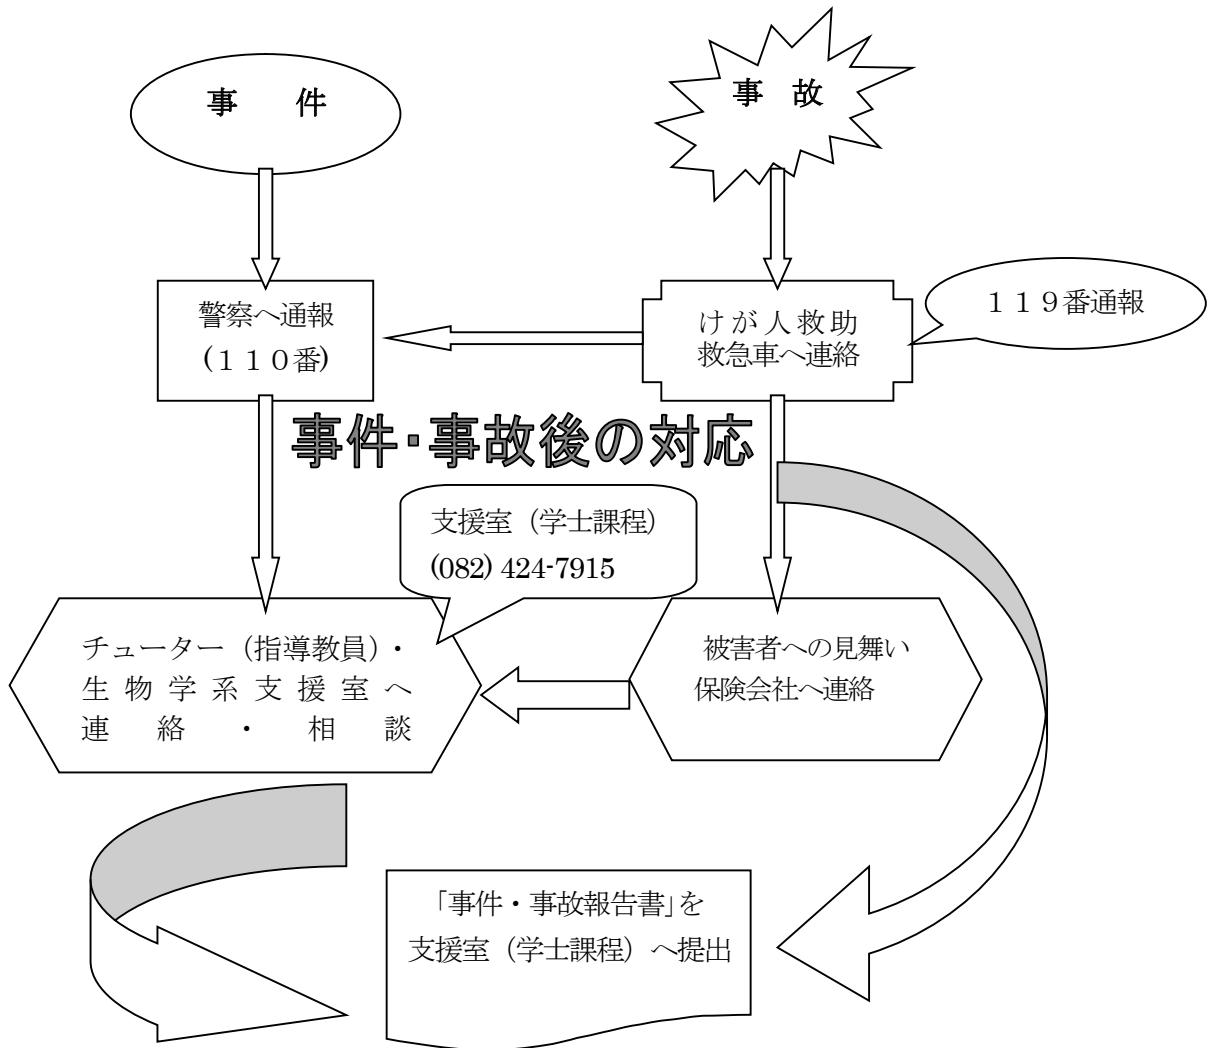 事　件
事　故
警察へ通報
(１１０番)
けが人救助
救急車へ連絡
１１９番通報
事件・事故後の対応
支援室（学士課程）
(082) 424-7915
チューター（指導教員）・
生物学系支援室へ
連絡・相談
被害者への見舞い
保険会社へ連絡
「事件・事故報告書」を
支援室（学士課程）へ提出